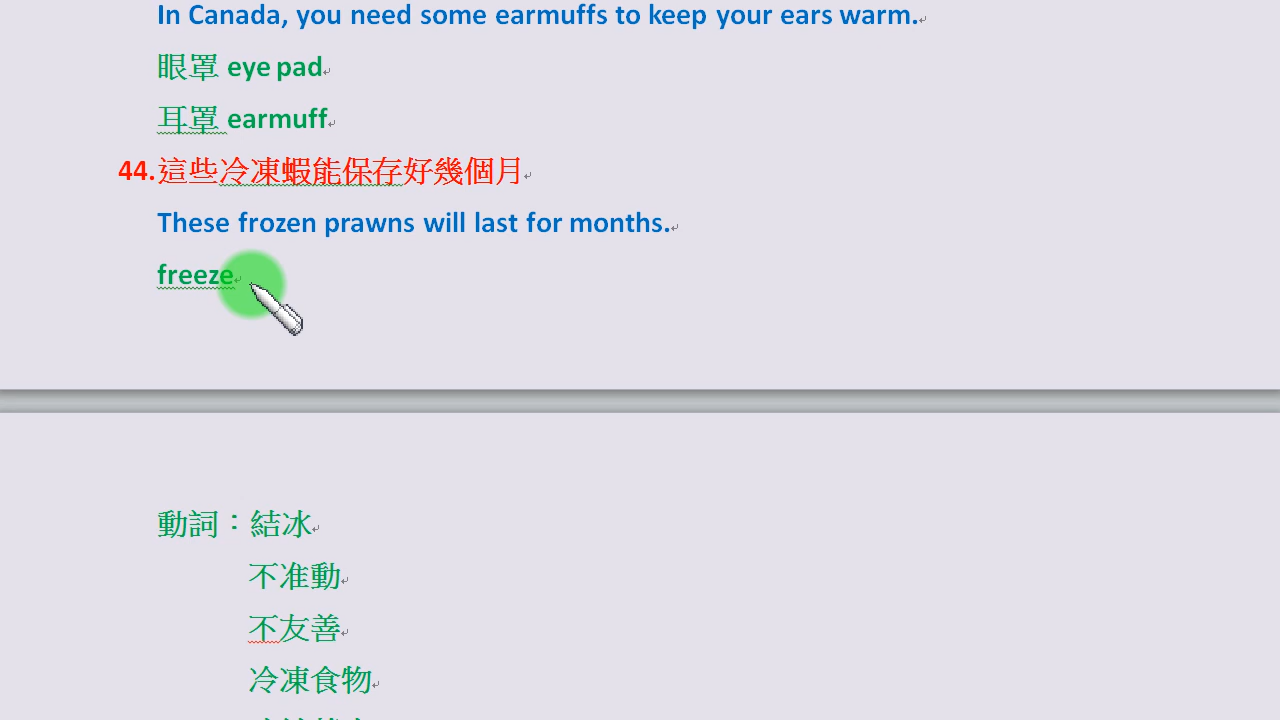 In Canada, you need some earmuffs to keep your ears warm.
眼罩 eye pad
耳罩 earmuff
44.這些冷凍蝦能保存好幾個月
These frozen prawns will last for months.
freeze
動詞：結冰
不准動
不友善
冷凍食物